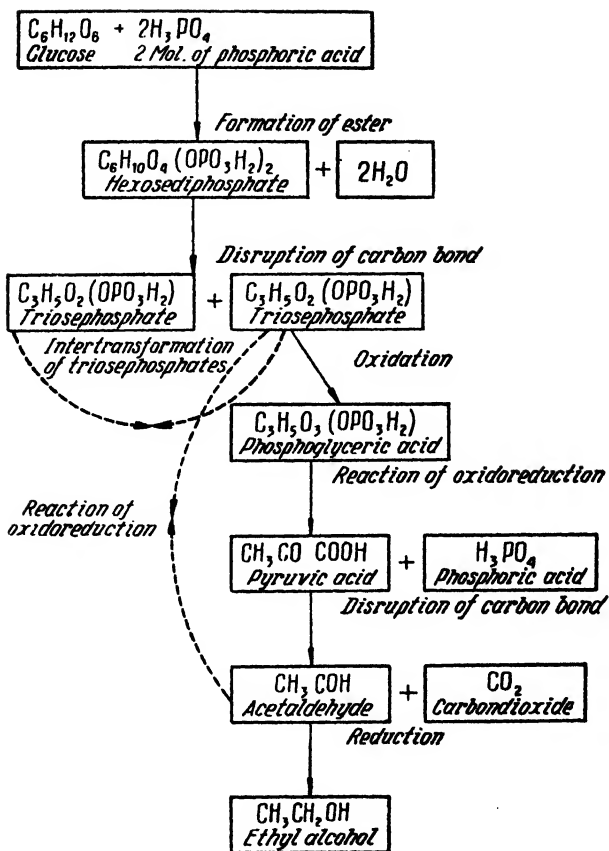 C₆H₁₂O₆ + 2H₃PO₄
Glucose 2 Mol. of phosphoric acid
Formation of ester
C₆H₁₀O₄(OPO₃H₂)₂ + 2H₂O
Hexosediphosphate
Disruption of carbon bond
C₃H₅O₂(OPO₃H₂) + C₃H₅O₂(OPO₃H₂)
Triosephosphate Triosephosphate
Intertransformation
of triosephosphates
Oxidation
C₃H₅O₃(OPO₃H₂)
Phosphoglyceric acid
Reaction of oxidoreduction
Reaction of
oxidoreduction
CH₃CO COOH + H₃PO₄
Pyruvic acid Phosphoric acid
Disruption of carbon bond
CH₃COH + CO₂
Acetaldehyde Carbondioxide
Reduction
CH₃CH₂OH
Ethyl alcohol